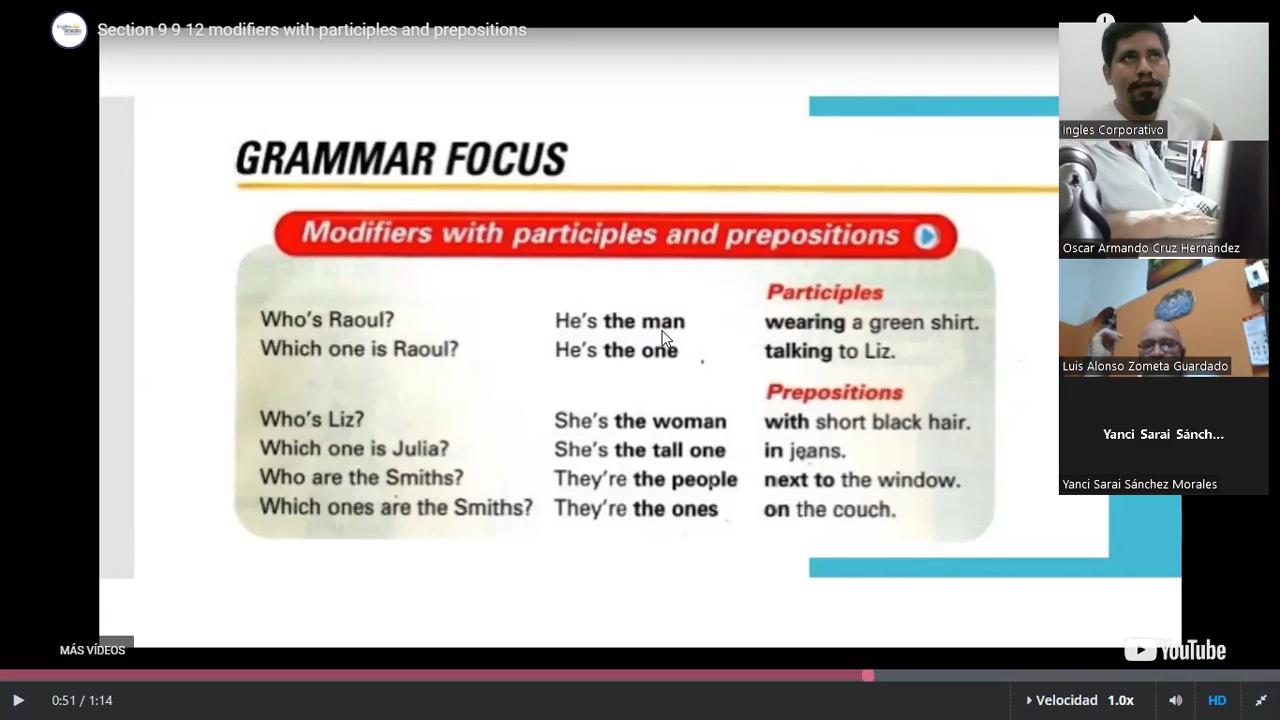 Section 9 9 12 modifiers with participles and prepositions
GRAMMAR FOCUS
Modifiers with participles and prepositions
Participles
Who's Raoul? He's the man wearing a green shirt.
Which one is Raoul? He's the one talking to Liz.
Prepositions
Who's Liz? She's the woman with short black hair.
Which one is Julia? She's the tall one in jeans.
Who are the Smiths? They're the people next to the window.
Which ones are the Smiths? They're the ones on the couch.
Ingles Corporativo
Oscar Armando Cruz Hernández
Luis Alonso Zometa Guardado
Yanci Sarai Sánch...
Yanci Sarai Sánchez Morales
MÁS VÍDEOS
YouTube
0:51 / 1:14
Velocidad 1.0x
HD